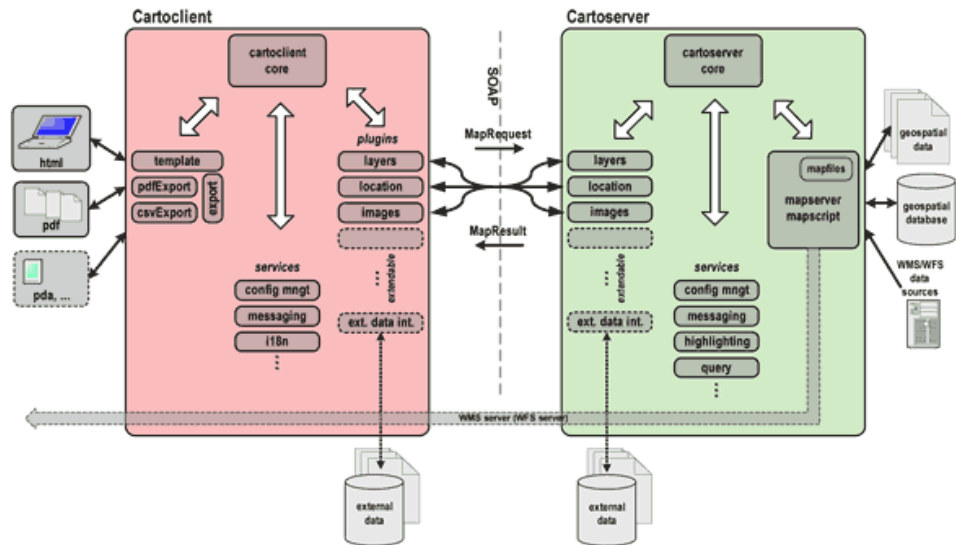 Cartoclient
Cartoserver
cartoclient
core
cartoserver
core
SOAP
html
pdf
pda, ...
template
pdfExport
csvExport
export
plugins
layers
location
images
...
extendable
ext. data int.
services
config mngt
messaging
i18n
...
MapRequest
MapResult
layers
location
images
...
extendable
ext. data int.
services
config mngt
messaging
highlighting
query
...
mapfiles
mapserver
mapscript
geospatial
data
geospatial
database
WMS/WFS
data
sources
WMS server (WFS server)
external
data
external
data